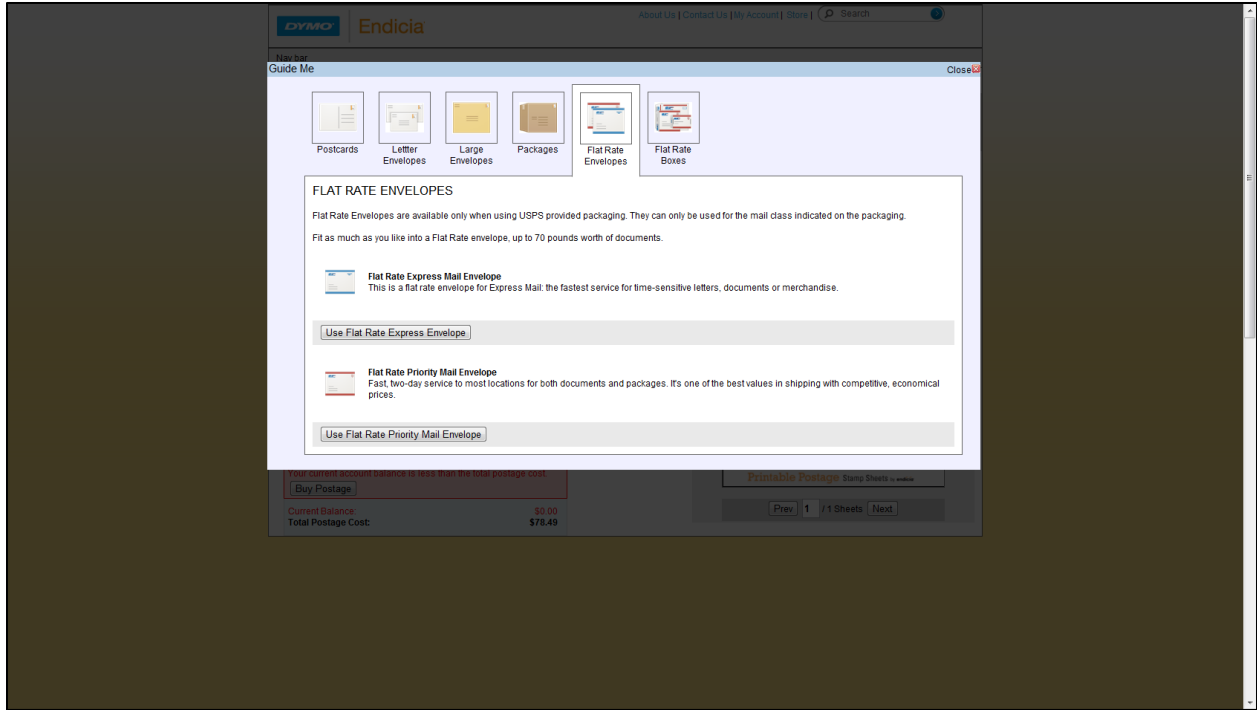 DYMO Endicia
About Us | Contact Us | My Account | Store | Search
Nav bar
Guide Me
Close
Postcards
Lettter
Envelopes
Large
Envelopes
Packages
Flat Rate
Envelopes
Flat Rate
Boxes
FLAT RATE ENVELOPES
Flat Rate Envelopes are available only when using USPS provided packaging. They can only be used for the mail class indicated on the packaging.
Fit as much as you like into a Flat Rate envelope, up to 70 pounds worth of documents.
Flat Rate Express Mail Envelope
This is a flat rate envelope for Express Mail: the fastest service for time-sensitive letters, documents or merchandise.
Use Flat Rate Express Envelope
Flat Rate Priority Mail Envelope
Fast, two-day service to most locations for both documents and packages. It's one of the best values in shipping with competitive, economical
prices.
Use Flat Rate Priority Mail Envelope
Your current account balance is less than the total postage cost.
Buy Postage
Current Balance: $0.00
Total Postage Cost: $78.49
Printable Postage Stamp Sheets by endicia
Prev 1 / 1 Sheets Next